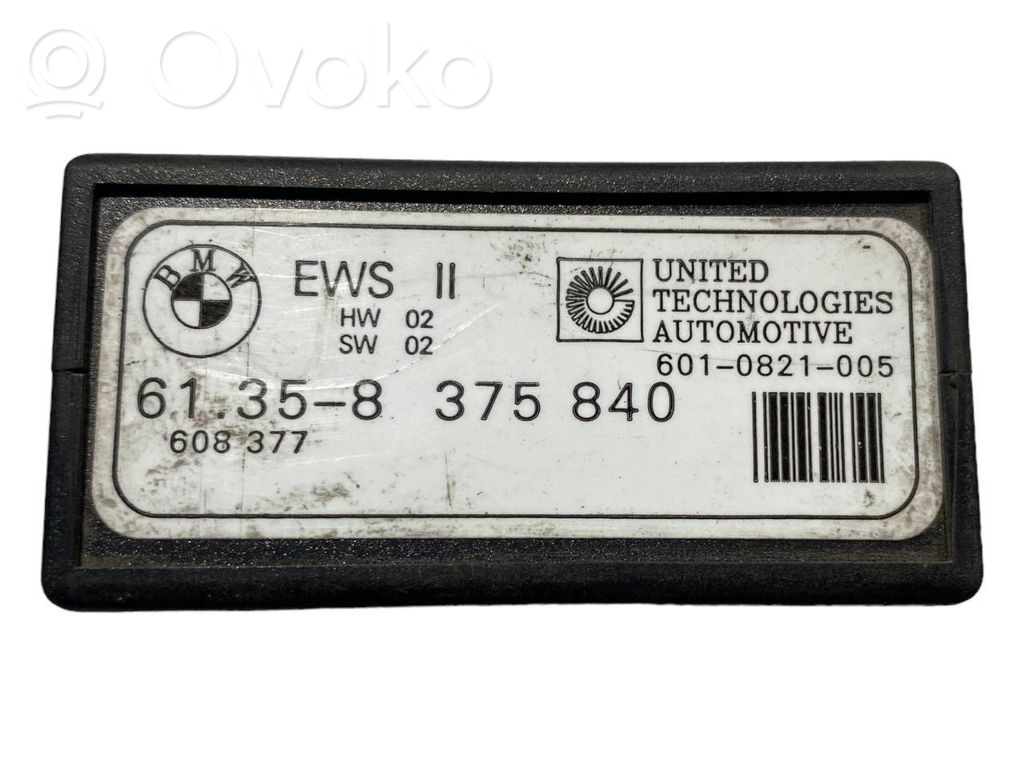 Ovoko
BMW
EWS II
HW 02
SW 02
UNITED
TECHNOLOGIES
AUTOMOTIVE
601-0821-005
61.35-8 375 840
608 377